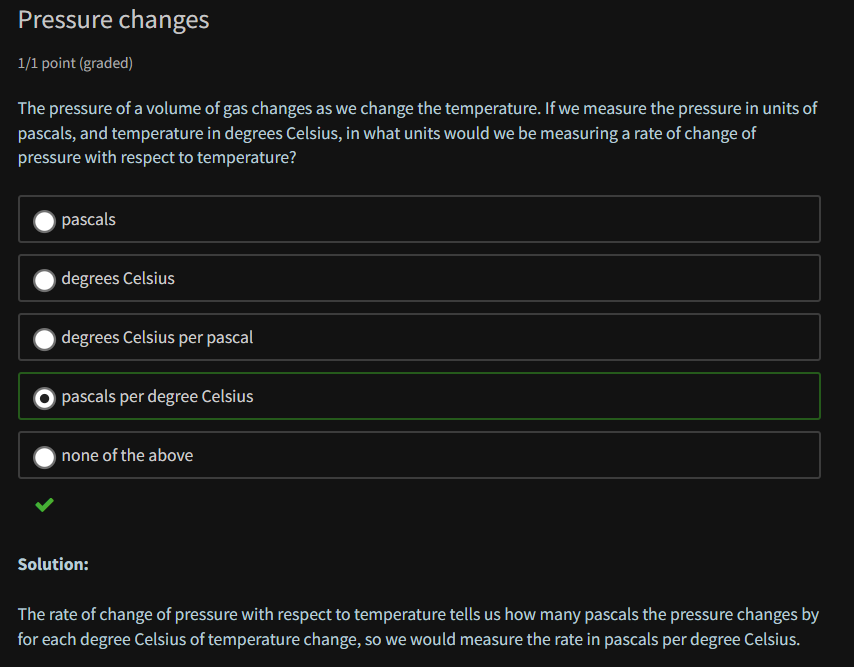 Pressure changes
1/1 point (graded)
The pressure of a volume of gas changes as we change the temperature. If we measure the pressure in units of
pascals, and temperature in degrees Celsius, in what units would we be measuring a rate of change of
pressure with respect to temperature?
pascals
degrees Celsius
degrees Celsius per pascal
pascals per degree Celsius
none of the above
Solution:
The rate of change of pressure with respect to temperature tells us how many pascals the pressure changes by
for each degree Celsius of temperature change, so we would measure the rate in pascals per degree Celsius.